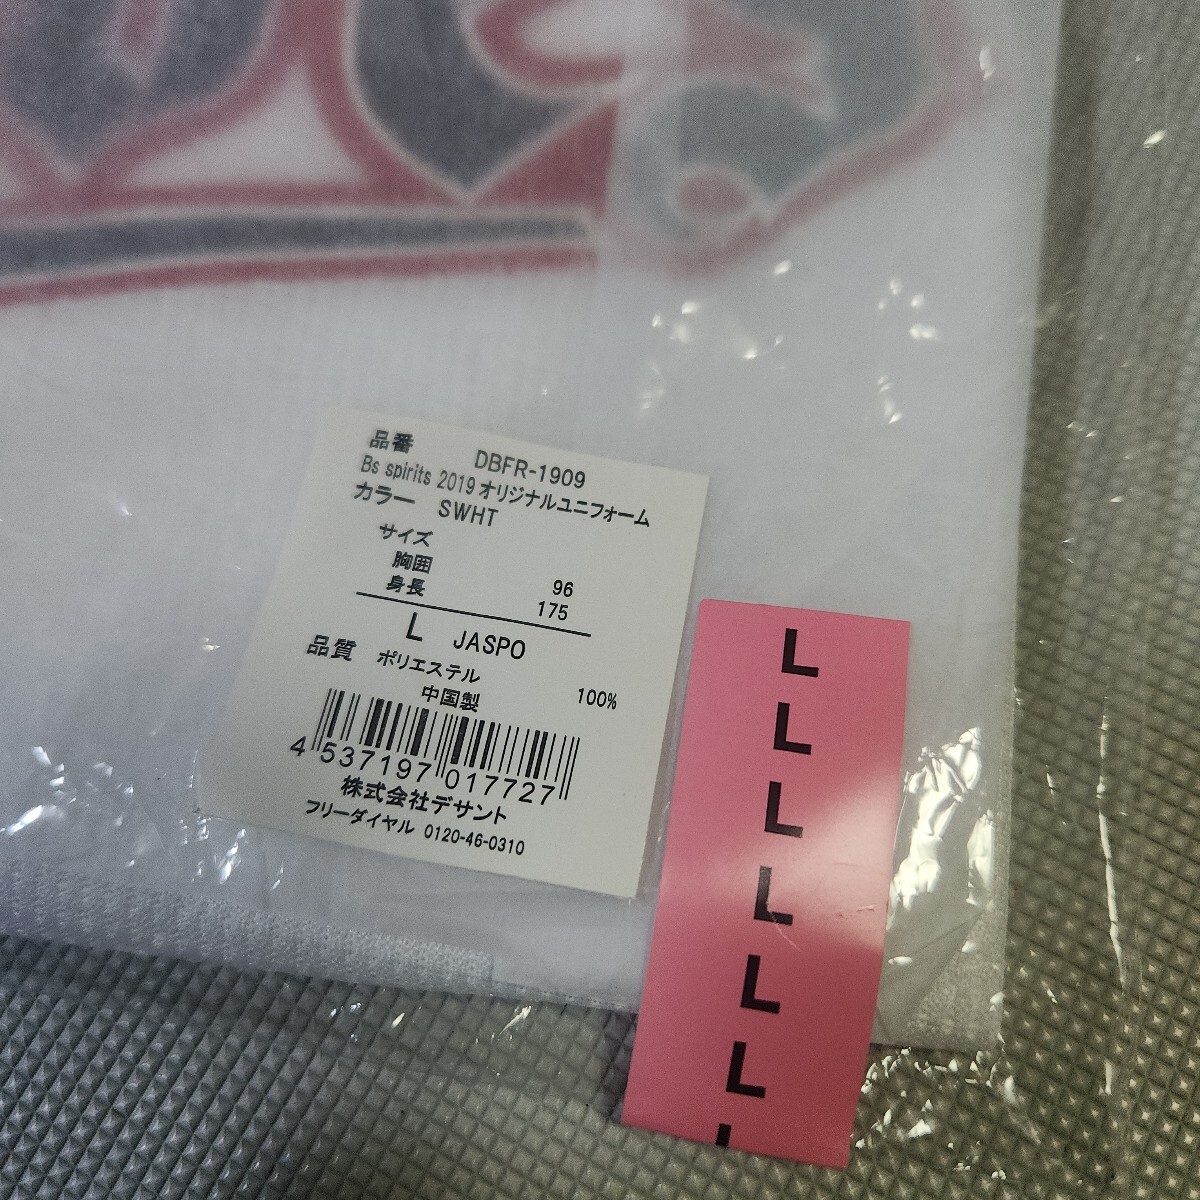 品番 DBFR-1909
Bs spirits 2019 オリジナルユニフォーム
カラー SWHT
サイズ
胸囲 96
身長 175
L JASPO
品質 ポリエステル 100%
中国製
4 537197 017727
株式会社デサント
フリーダイヤル 0120-46-0310
L
L
L
L
L
L
L